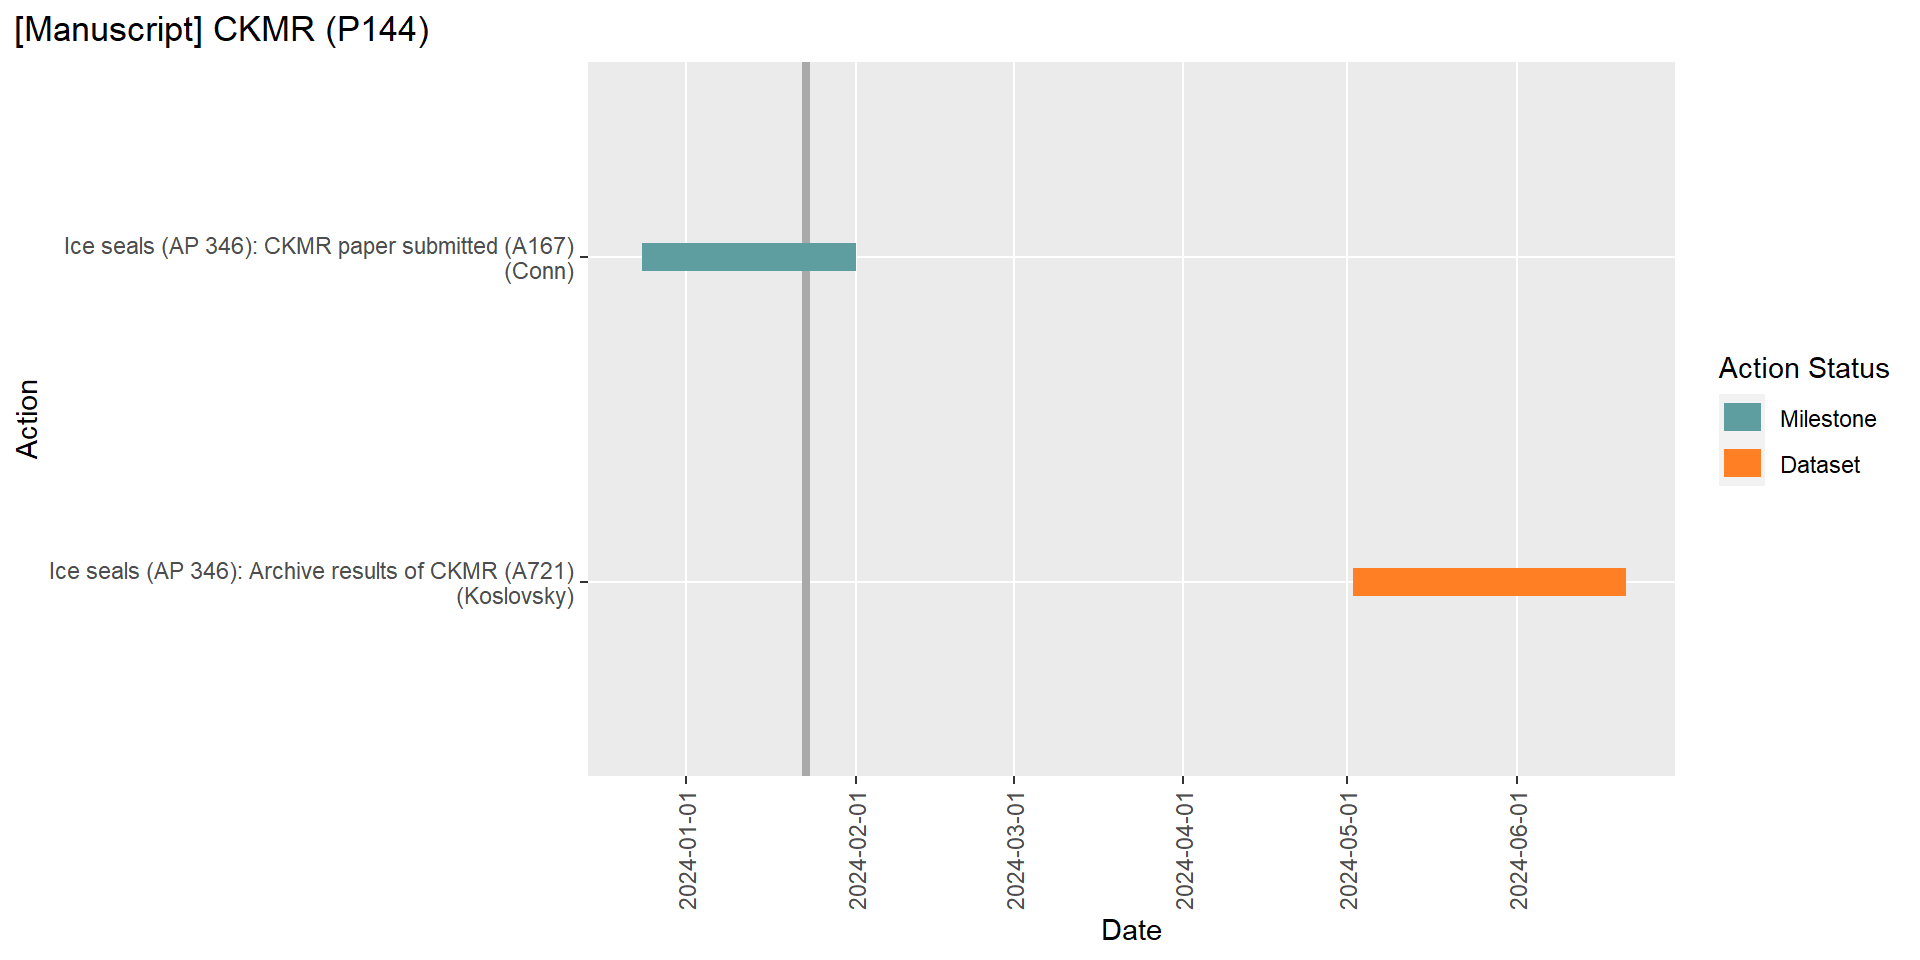 [Manuscript] CKMR (P144)
Ice seals (AP 346): CKMR paper submitted (A167)
(Conn)
Ice seals (AP 346): Archive results of CKMR (A721)
(Koslovsky)
Action
2024-01-01
2024-02-01
2024-03-01
2024-04-01
2024-05-01
2024-06-01
Date
Action Status
Milestone
Dataset